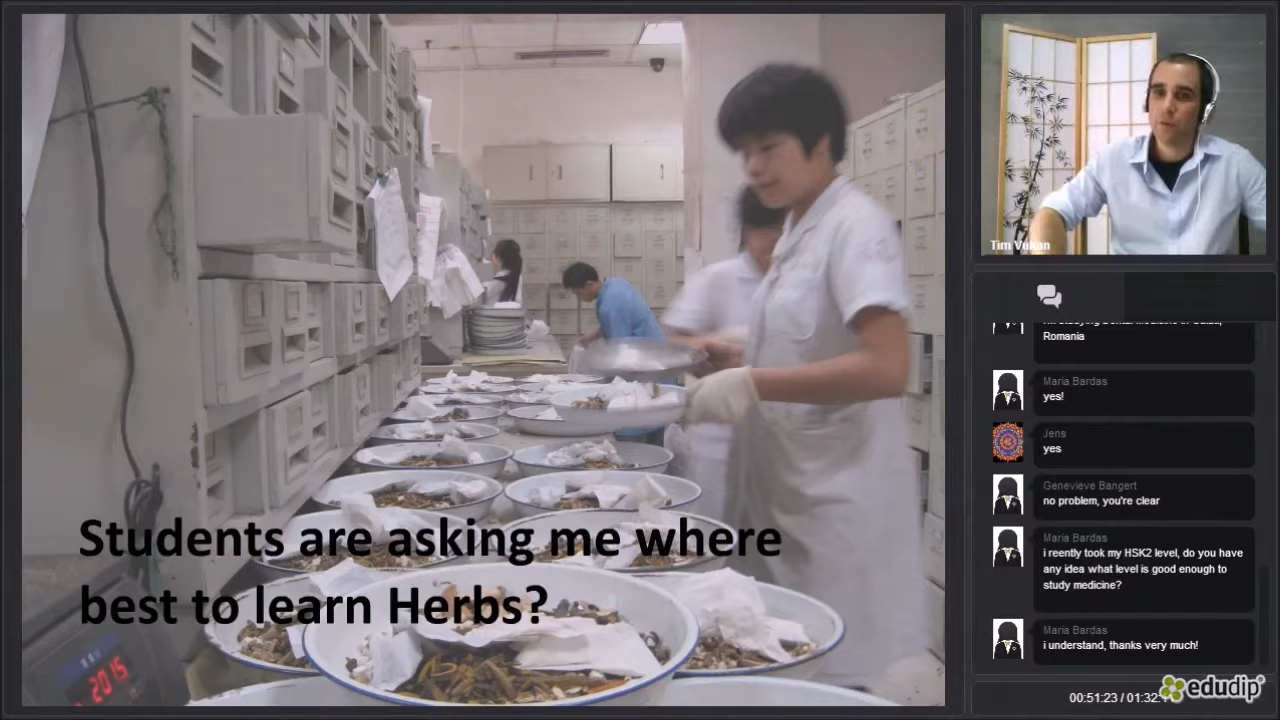 Students are asking me where
best to learn Herbs?
2015
Tim Vukan
Romania
Maria Bardas
yes!
Jens
yes
Genevieve Bangert
no problem, you're clear
Maria Bardas
i reently took my HSK2 level, do you have
any idea what level is good enough to
study medicine?
Maria Bardas
i understand, thanks very much!
00:51:23 / 01:32:
edudip